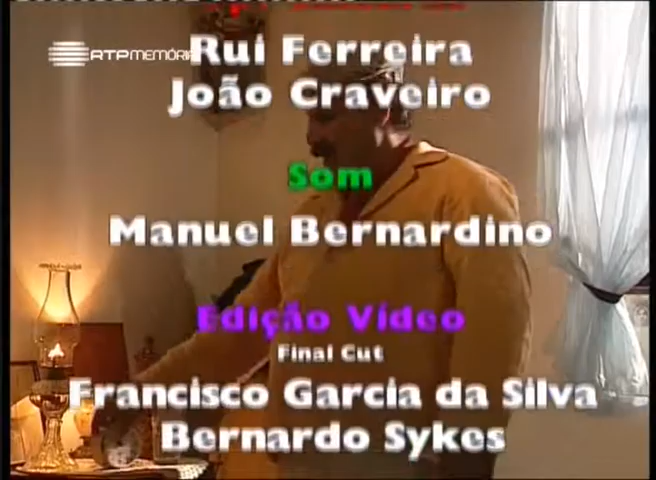 RTP MEMÓRIA
Rui Ferreira
João Craveiro
Som
Manuel Bernardino
Edição Vídeo
Final Cut
Francisco Garcia da Silva
Bernardo Sykes